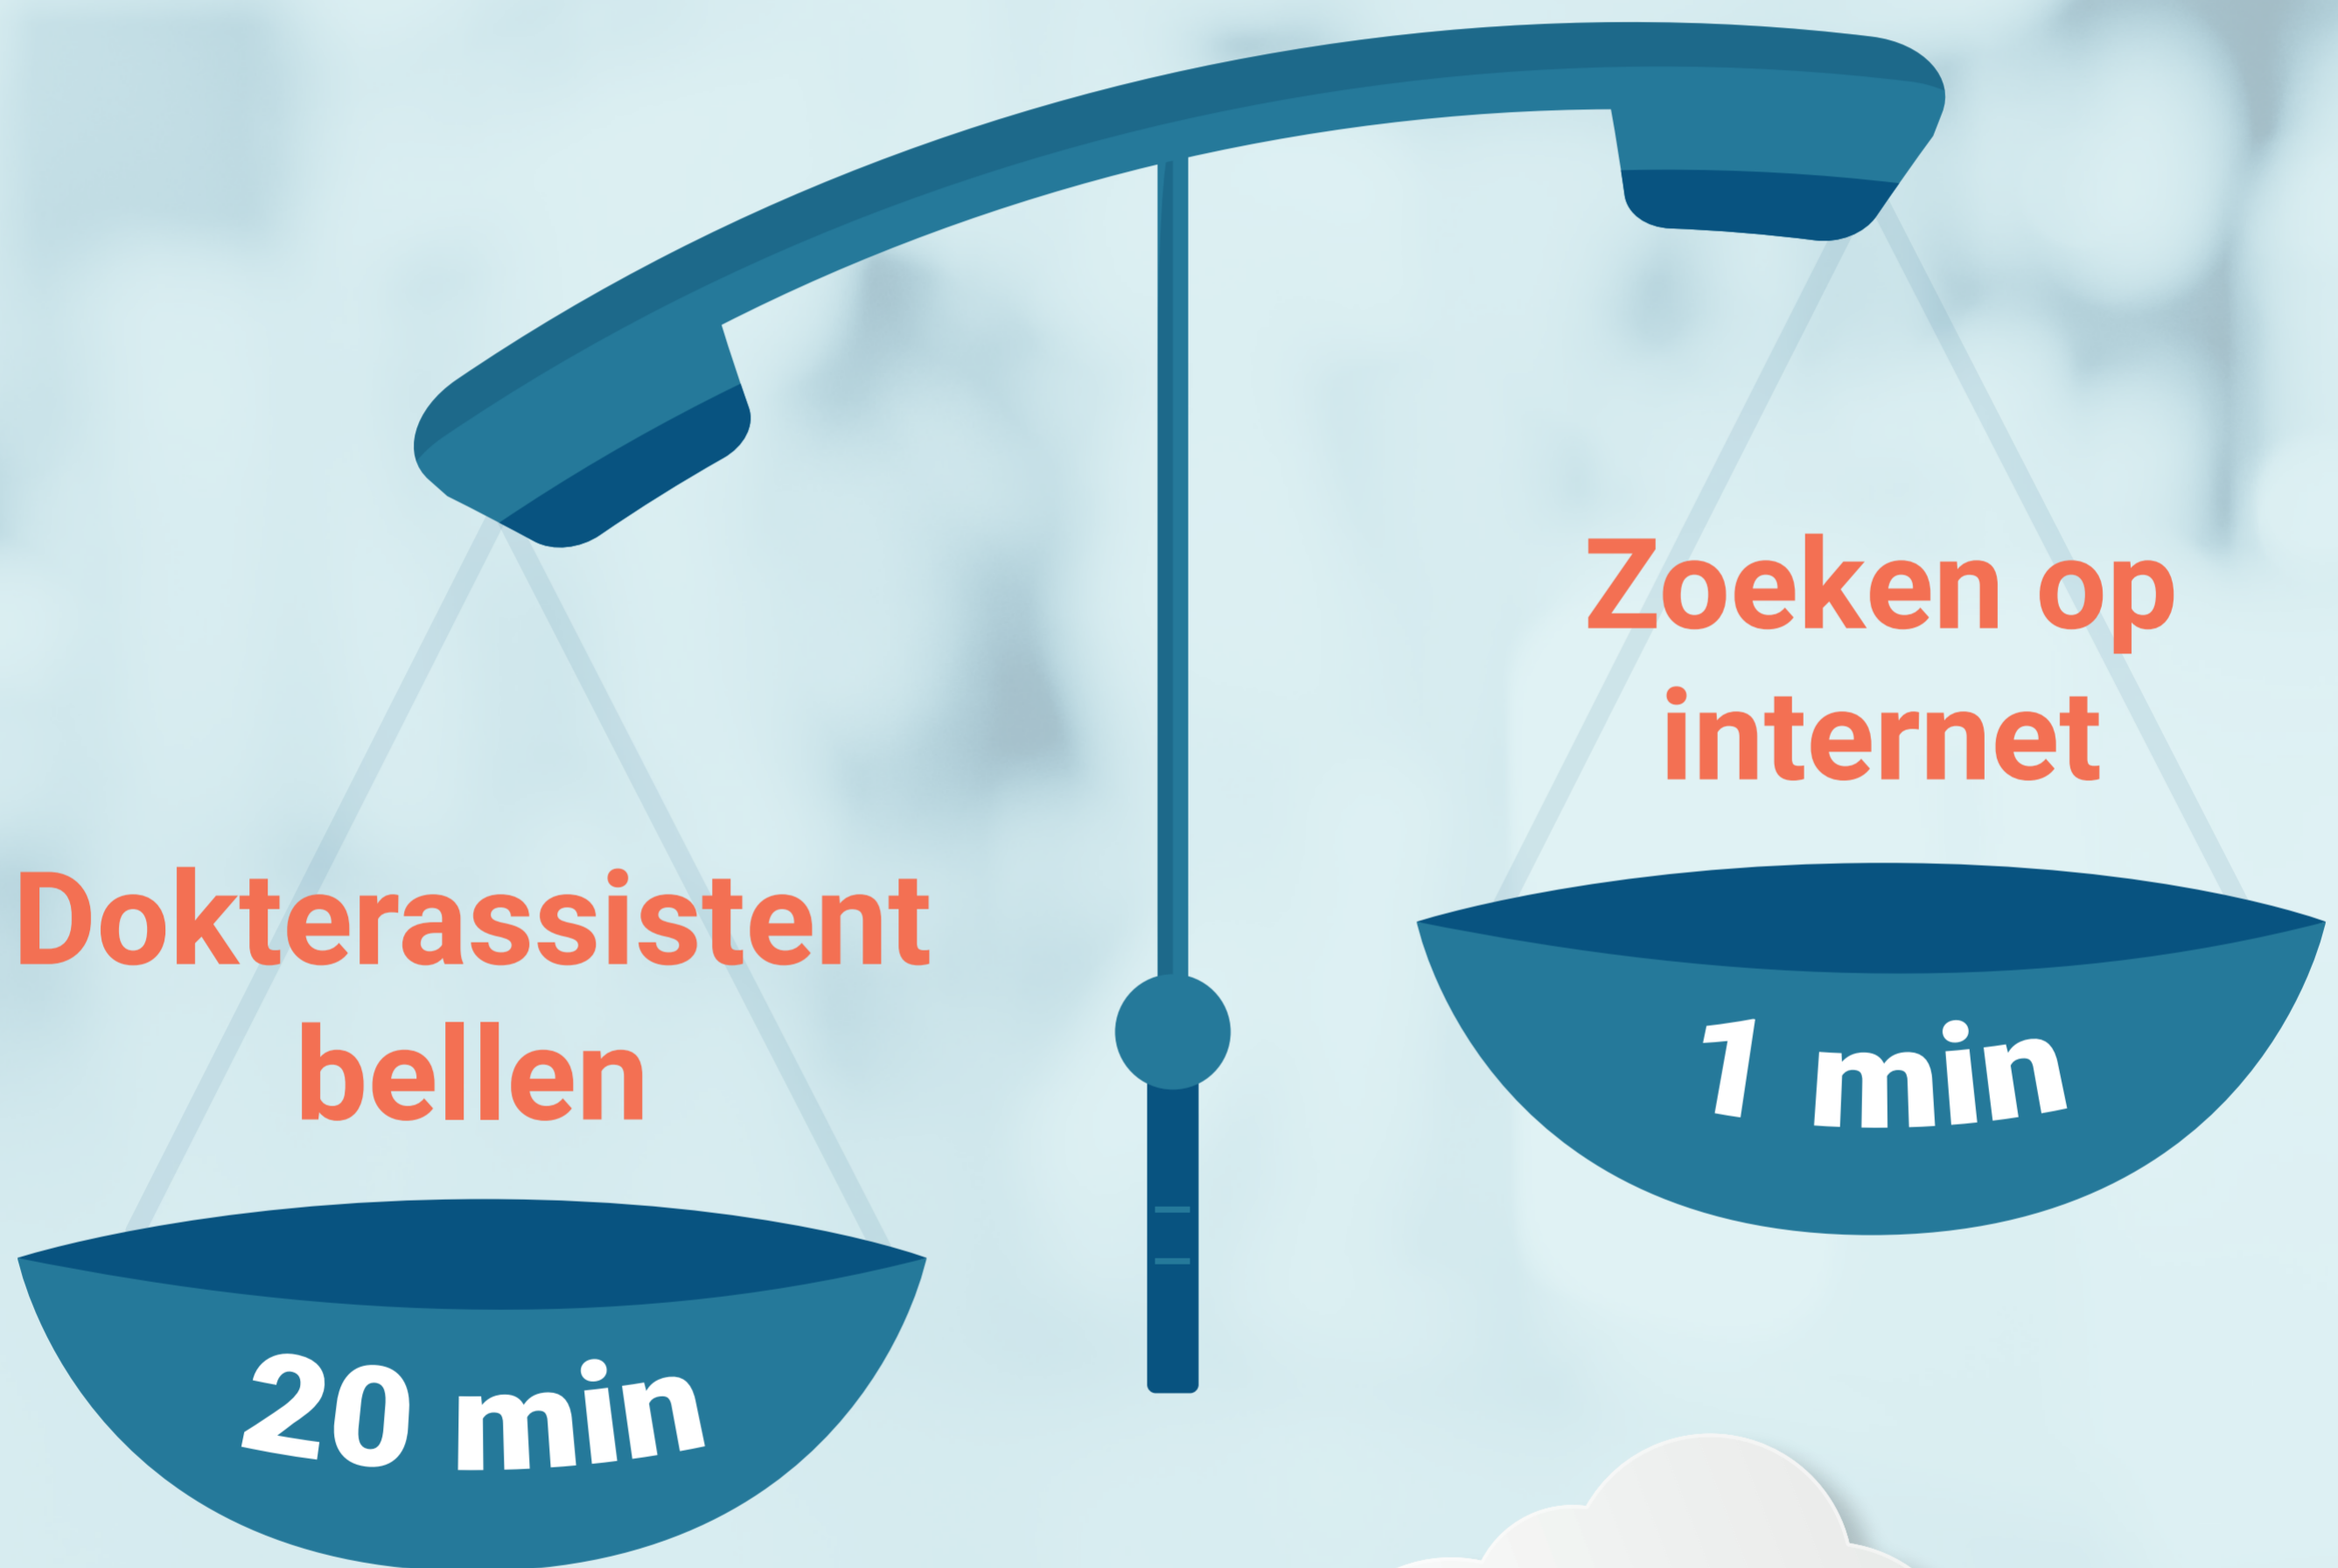 Zoeken op
internet
1 min
Dokterassistent
bellen
20 min